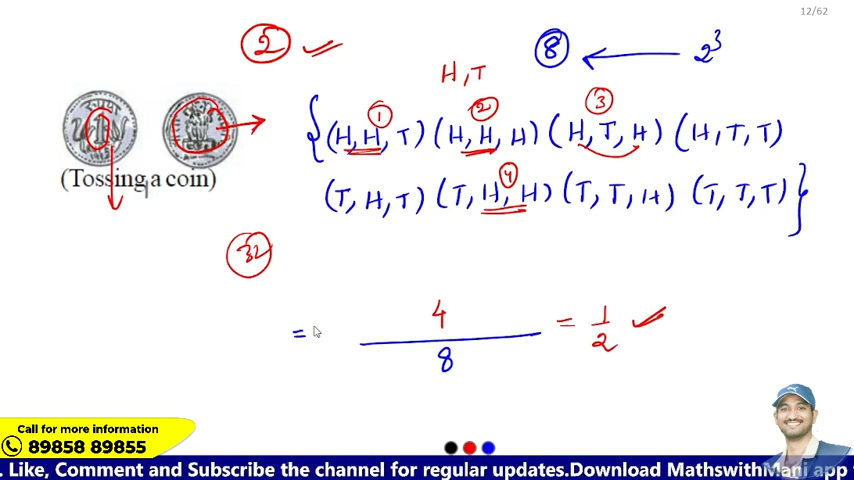 12/62
2 ✓ 8 ← 2³
H, T
1 2 3
{ (H, H, T) (H, H, H) (H, T, H) (H, T, T)
4
(T, H, T) (T, H, H) (T, T, H) (T, T, T) }
(Tossing a coin)
32
= 4/8 = 1/2 ✓
Call for more information
89858 89855
. Like, Comment and Subscribe the channel for regular updates.Download MathswithMani app